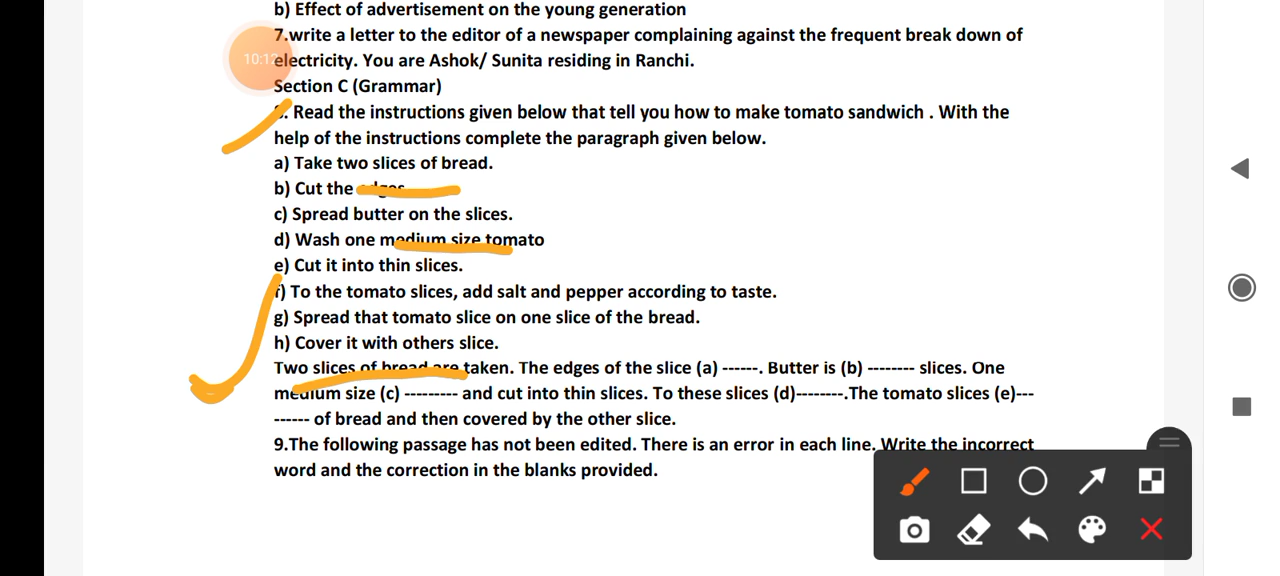 b) Effect of advertisement on the young generation
7.write a letter to the editor of a newspaper complaining against the frequent break down of
10:12 electricity. You are Ashok/ Sunita residing in Ranchi.
Section C (Grammar)
Read the instructions given below that tell you how to make tomato sandwich . With the
help of the instructions complete the paragraph given below.
a) Take two slices of bread.
b) Cut the edges
c) Spread butter on the slices.
d) Wash one medium size tomato
e) Cut it into thin slices.
f) To the tomato slices, add salt and pepper according to taste.
g) Spread that tomato slice on one slice of the bread.
h) Cover it with others slice.
Two slices of bread are taken. The edges of the slice (a) ------. Butter is (b) -------- slices. One
medium size (c) --------- and cut into thin slices. To these slices (d)--------.The tomato slices (e)---
------ of bread and then covered by the other slice.
9.The following passage has not been edited. There is an error in each line. Write the incorrect
word and the correction in the blanks provided.